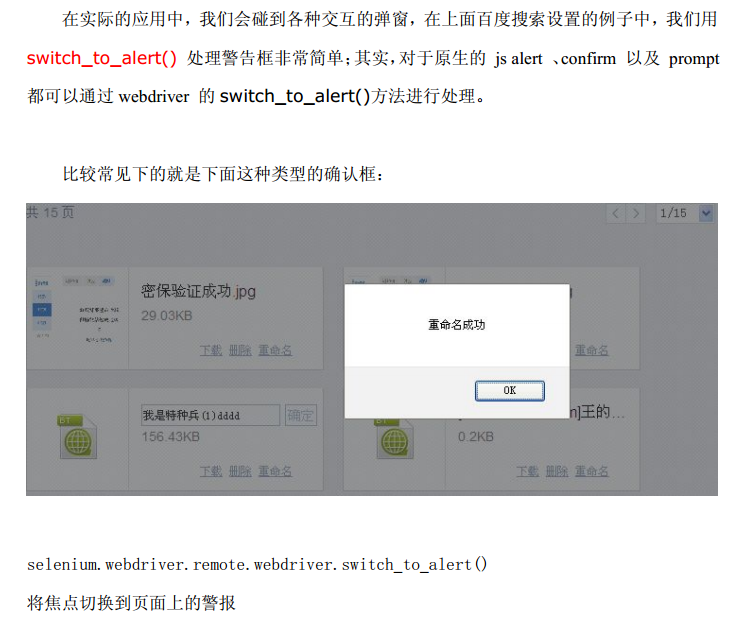 在实际的应用中，我们会碰到各种交互的弹窗，在上面百度搜索设置的例子中，我们用
switch_to_alert() 处理警告框非常简单；其实，对于原生的 js alert 、confirm 以及 prompt
都可以通过 webdriver 的 switch_to_alert()方法进行处理。
比较常见下的就是下面这种类型的确认框：
共 15 页
1/15
密保验证成功.jpg
29.03KB
下载 删除 重命名
重命名
重命名成功
OK
我是特种兵(1)dddd 确定
156.43KB
下载 删除 重命名
]王的...
0.2KB
下载 删除 重命名
selenium.webdriver.remote.webdriver.switch_to_alert()
将焦点切换到页面上的警报